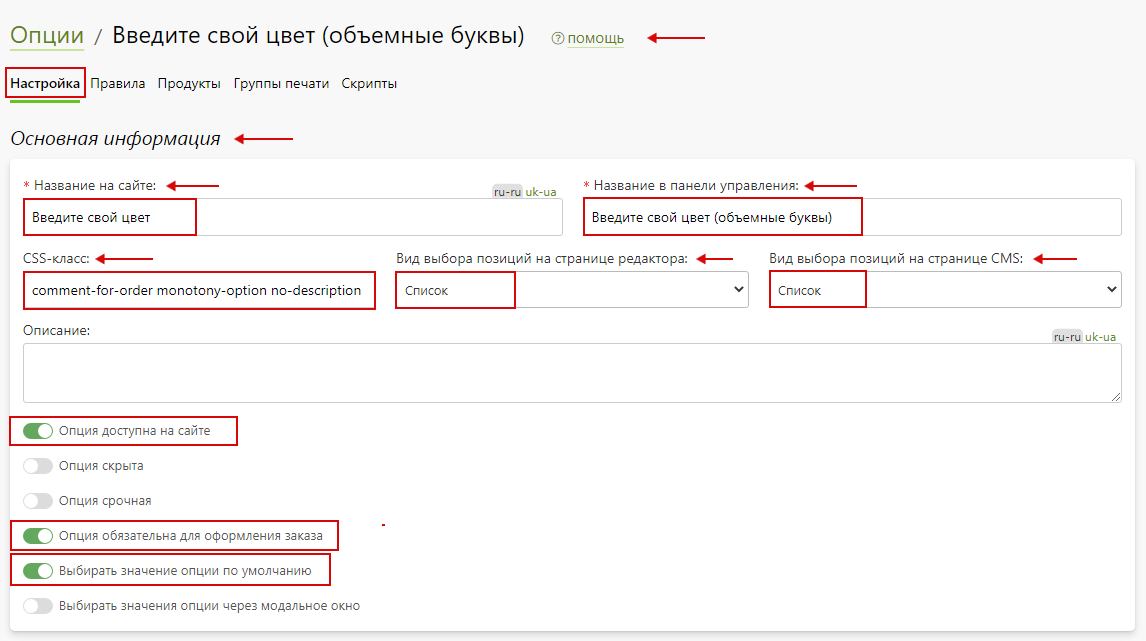 Опции / Введите свой цвет (объемные буквы) ? помощь
Настройка Правила Продукты Группы печати Скрипты
Основная информация
* Название на сайте: ru-ru uk-ua * Название в панели управления:
Введите свой цвет Введите свой цвет (объемные буквы)
CSS-класс: Вид выбора позиций на странице редактора: Вид выбора позиций на странице CMS:
comment-for-order monotony-option no-description Список Список
Описание: ru-ru uk-ua
Опция доступна на сайте
Опция скрыта
Опция срочная
Опция обязательна для оформления заказа
Выбирать значение опции по умолчанию
Выбирать значения опции через модальное окно